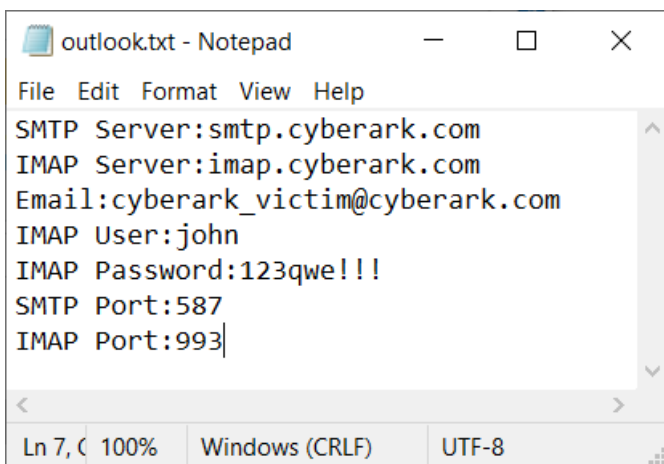 outlook.txt - Notepad
File Edit Format View Help
SMTP Server:smtp.cyberark.com
IMAP Server:imap.cyberark.com
Email:cyberark_victim@cyberark.com
IMAP User:john
IMAP Password:123qwe!!!
SMTP Port:587
IMAP Port:993
Ln 7, 100% Windows (CRLF) UTF-8